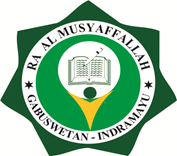 RA AL MUSYAFFALLAH
GABUSWETAN - INDRAMAYU